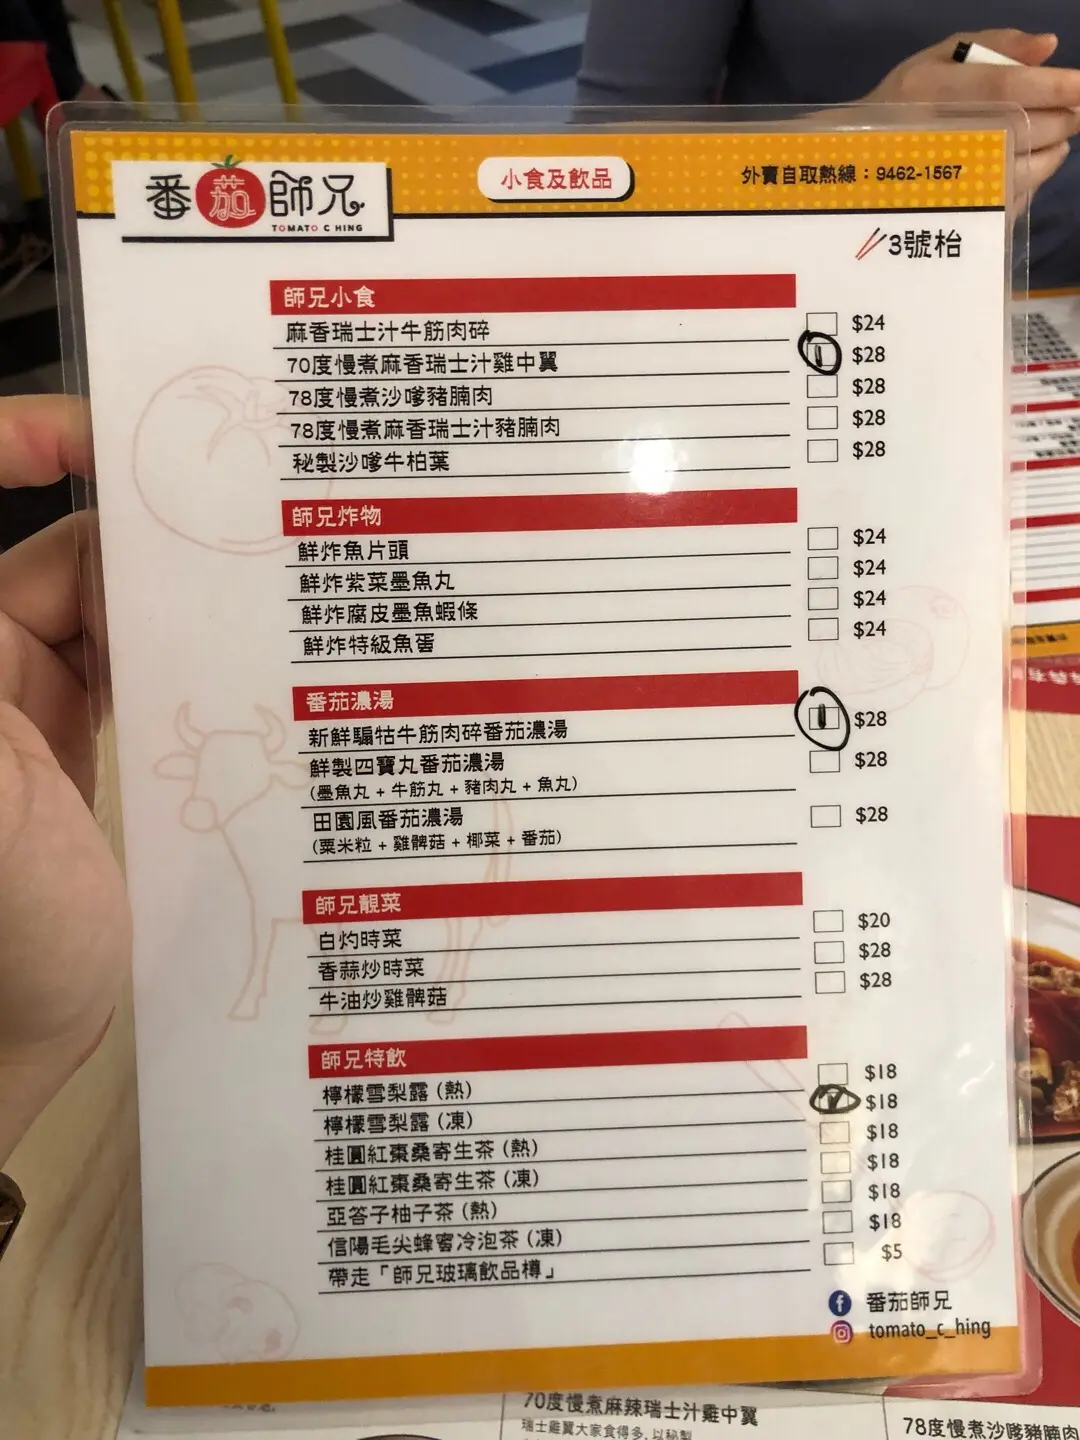 番茄師兄
TOMATO C HING
小食及飲品
外賣自取熱線：9462-1567
3號枱
師兄小食
麻香瑞士汁牛筋肉碎 $24
70度慢煮麻香瑞士汁雞中翼 $28
78度慢煮沙嗲豬腩肉 $28
78度慢煮麻香瑞士汁豬腩肉 $28
秘製沙嗲牛柏葉 $28
師兄炸物
鮮炸魚片頭 $24
鮮炸紫菜墨魚丸 $24
鮮炸腐皮墨魚蝦條 $24
鮮炸特級魚蛋 $24
番茄濃湯
新鮮騸牯牛筋肉碎番茄濃湯 $28
鮮製四寶丸番茄濃湯 $28
(墨魚丸 + 牛筋丸 + 豬肉丸 + 魚丸)
田園風番茄濃湯 $28
(粟米粒 + 雞髀菇 + 椰菜 + 番茄)
師兄靚菜
白灼時菜 $20
香蒜炒時菜 $28
牛油炒雞髀菇 $28
師兄特飲
檸檬雪梨露 (熱) $18
檸檬雪梨露 (凍) $18
桂圓紅棗桑寄生茶 (熱) $18
桂圓紅棗桑寄生茶 (凍) $18
亞答子柚子茶 (熱) $18
信陽毛尖蜂蜜冷泡茶 (凍) $18
帶走「師兄玻璃飲品樽」 $5
番茄師兄
tomato_c_hing
70度慢煮麻辣瑞士汁雞中翼
瑞士雞翼大家食得多, 以秘製
78度慢煮沙嗲豬腩肉